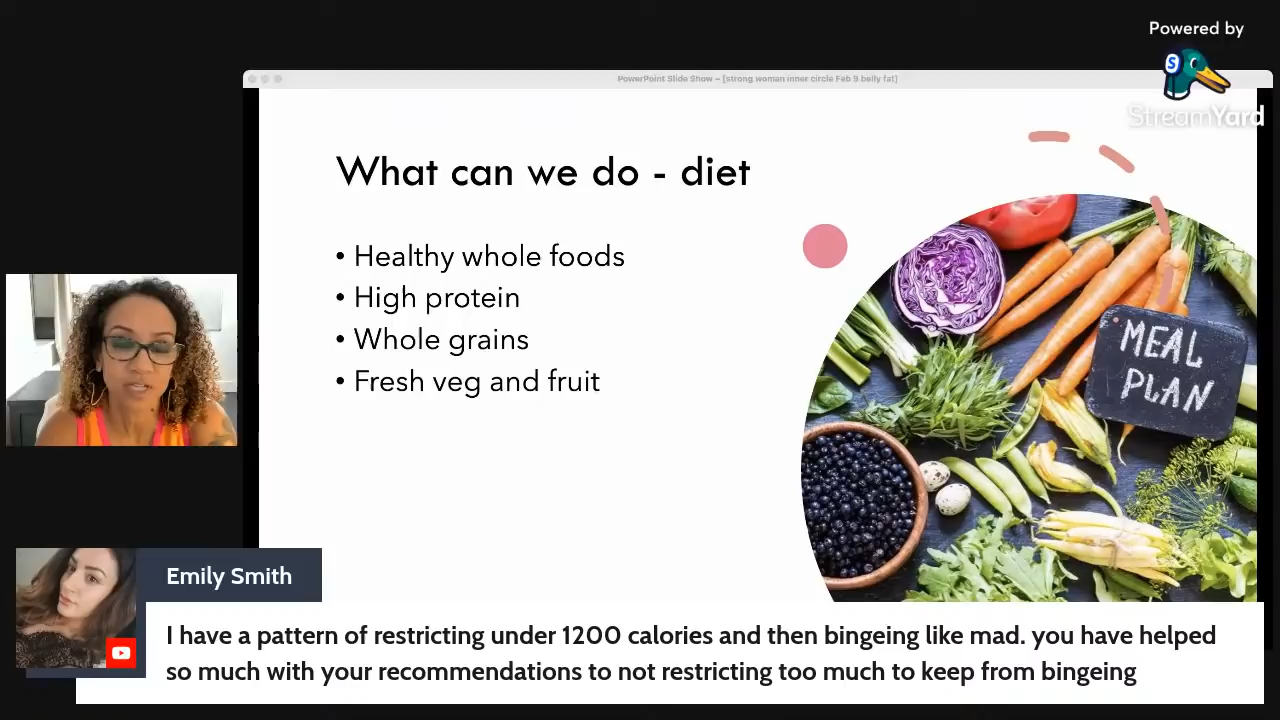 Powered by
StreamYard
PowerPoint Slide Show – [strong woman inner circle Feb 9 belly fat]
What can we do - diet
• Healthy whole foods
• High protein
• Whole grains
• Fresh veg and fruit
MEAL
PLAN
Emily Smith
I have a pattern of restricting under 1200 calories and then bingeing like mad. you have helped
so much with your recommendations to not restricting too much to keep from bingeing